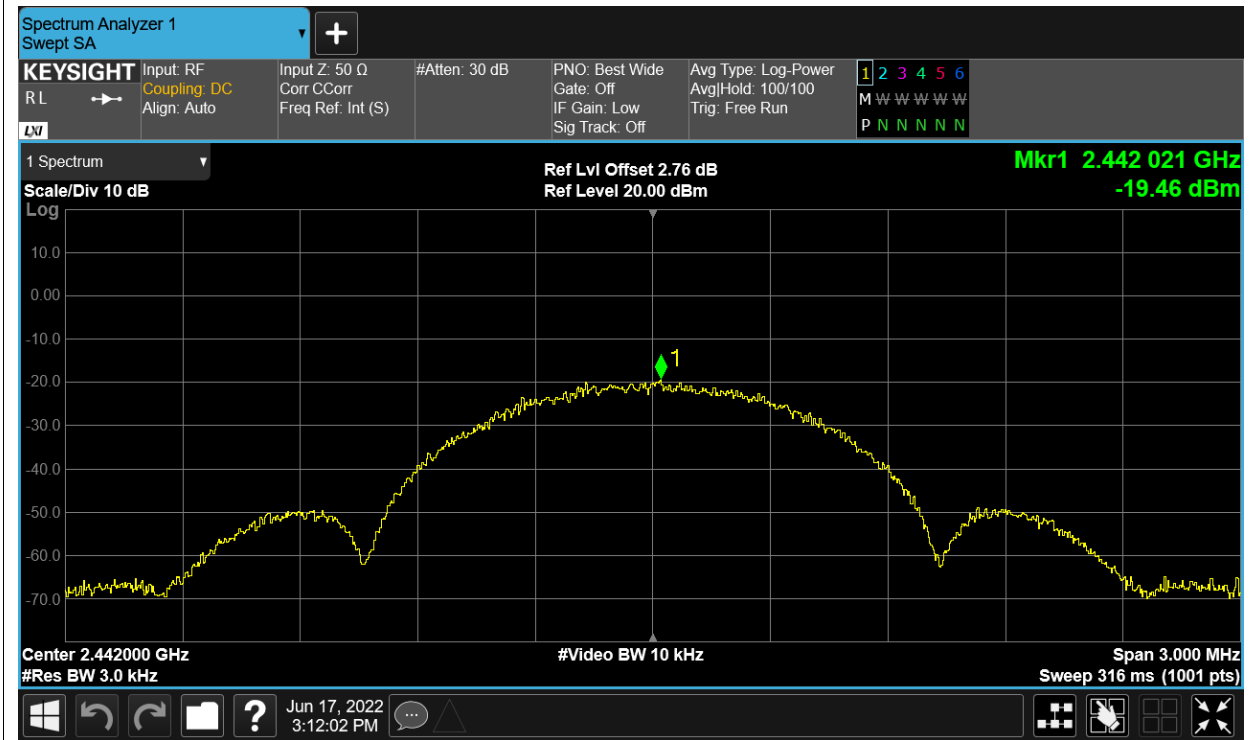 Spectrum Analyzer 1
Swept SA
+
KEYSIGHT
R L
LXI
Input: RF
Coupling: DC
Align: Auto
Input Z: 50 Ω
Corr CCorr
Freq Ref: Int (S)
#Atten: 30 dB
PNO: Best Wide
Gate: Off
IF Gain: Low
Sig Track: Off
Avg Type: Log-Power
Avg|Hold: 100/100
Trig: Free Run
1 2 3 4 5 6
M W W W W W
P N N N N N
1 Spectrum
Scale/Div 10 dB
Log
Ref Lvl Offset 2.76 dB
Ref Level 20.00 dBm
Mkr1 2.442 021 GHz
-19.46 dBm
10.0
0.00
-10.0
-20.0
-30.0
-40.0
-50.0
-60.0
-70.0
1
Center 2.442000 GHz
#Res BW 3.0 kHz
#Video BW 10 kHz
Span 3.000 MHz
Sweep 316 ms (1001 pts)
?
Jun 17, 2022
3:12:02 PM